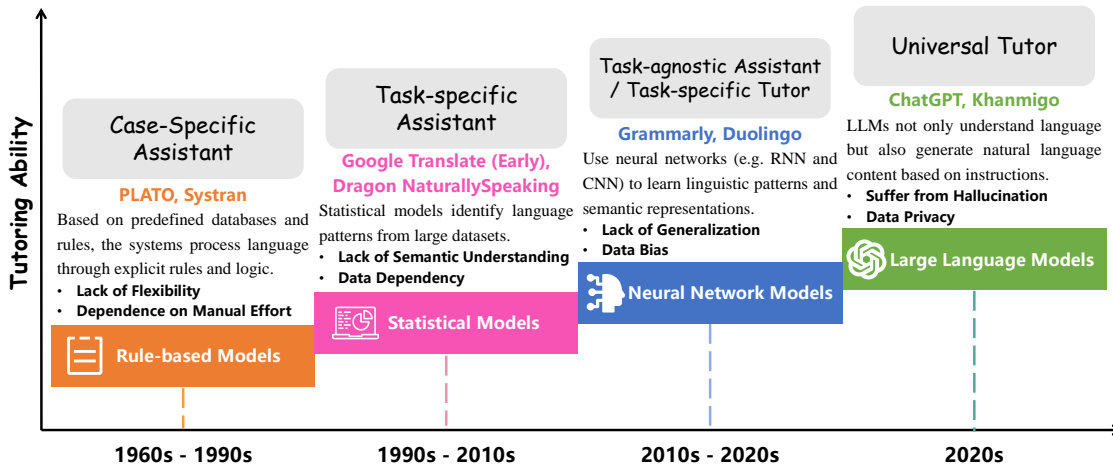 Tutoring Ability
Case-Specific
Assistant
PLATO, Systran
Based on predefined databases and
rules, the systems process language
through explicit rules and logic.
• Lack of Flexibility
• Dependence on Manual Effort
Rule-based Models
1960s - 1990s
Task-specific
Assistant
Google Translate (Early),
Dragon NaturallySpeaking
Statistical models identify language
patterns from large datasets.
• Lack of Semantic Understanding
• Data Dependency
Statistical Models
1990s - 2010s
Task-agnostic Assistant
/ Task-specific Tutor
Grammarly, Duolingo
Use neural networks (e.g. RNN and
CNN) to learn linguistic patterns and
semantic representations.
• Lack of Generalization
• Data Bias
Neural Network Models
2010s - 2020s
Universal Tutor
ChatGPT, Khanmigo
LLMs not only understand language
but also generate natural language
content based on instructions.
• Suffer from Hallucination
• Data Privacy
Large Language Models
2020s